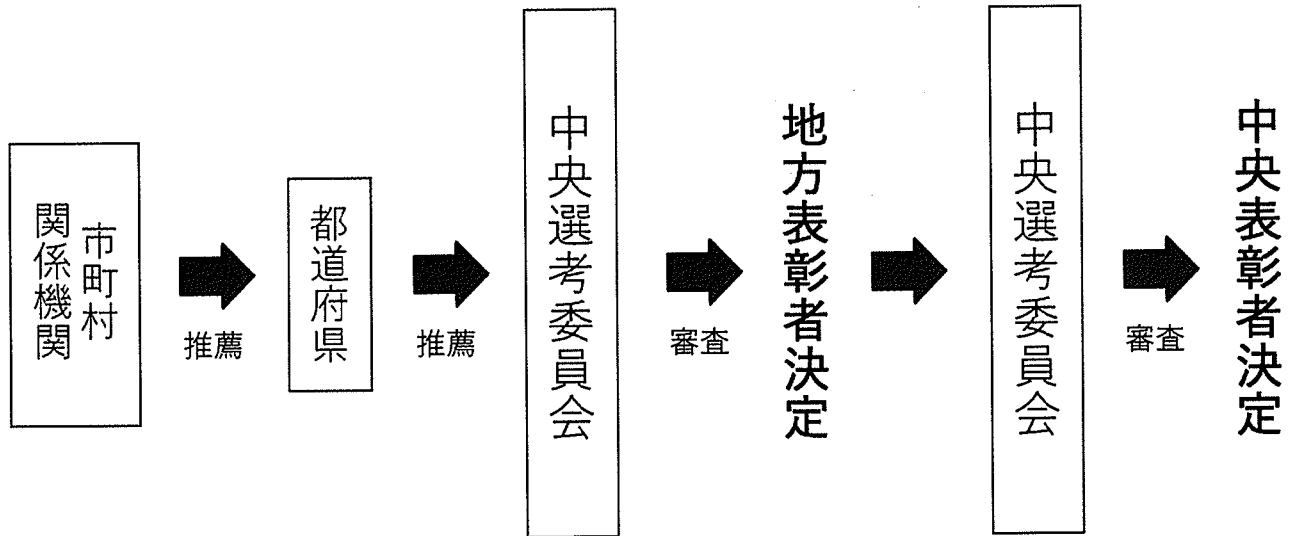 市町村
関係機関
推薦
都道府県
推薦
中央選考委員会
審査
地方表彰者決定
中央選考委員会
審査
中央表彰者決定